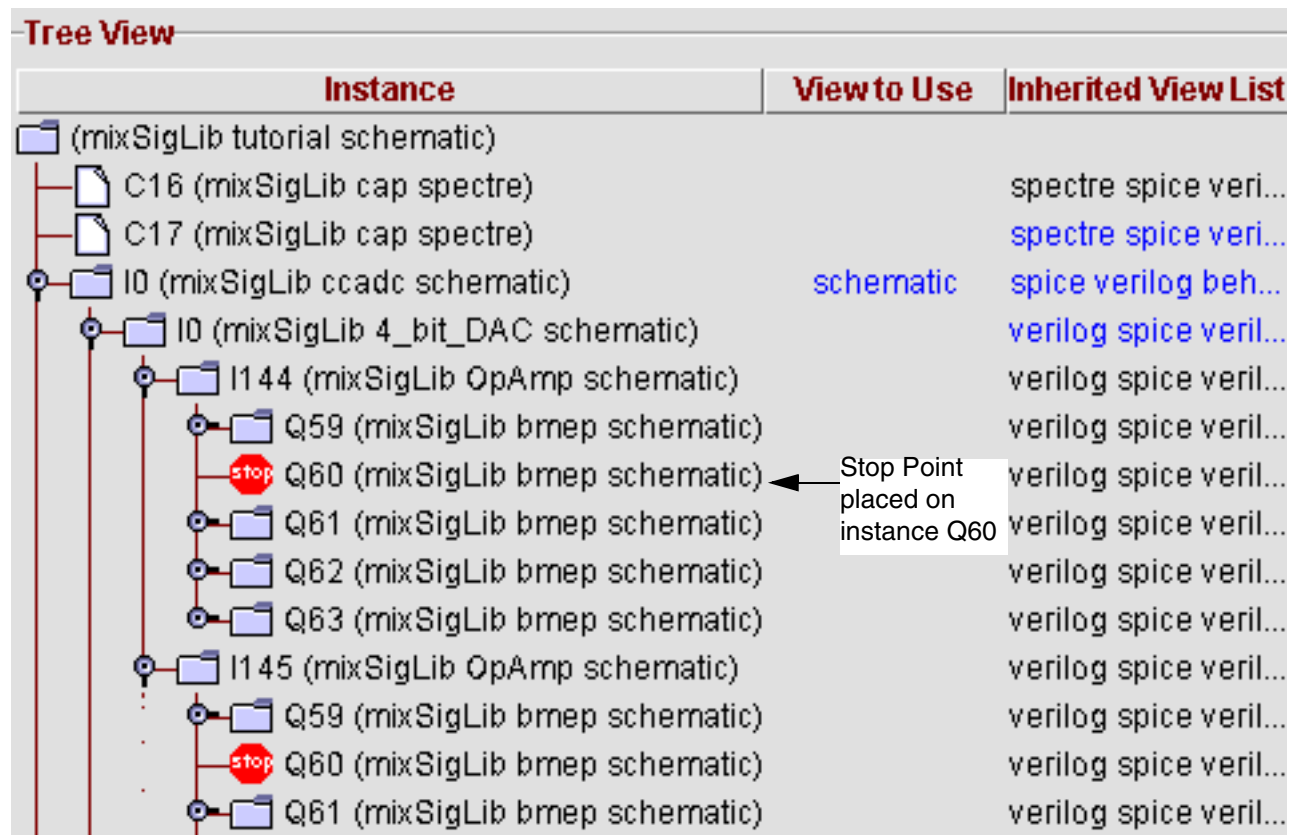 Tree View
Instance View to Use Inherited View List
(mixSigLib tutorial schematic)
C16 (mixSigLib cap spectre) spectre spice veri...
C17 (mixSigLib cap spectre) spectre spice veri...
I0 (mixSigLib ccadc schematic) schematic spice verilog beh...
I0 (mixSigLib 4_bit_DAC schematic) verilog spice veril...
I144 (mixSigLib OpAmp schematic) verilog spice veril...
Q59 (mixSigLib bmep schematic) verilog spice veril...
stop Q60 (mixSigLib bmep schematic) verilog spice veril...
Stop Point
placed on
instance Q60
Q61 (mixSigLib bmep schematic) verilog spice veril...
Q62 (mixSigLib bmep schematic) verilog spice veril...
Q63 (mixSigLib bmep schematic) verilog spice veril...
I145 (mixSigLib OpAmp schematic) verilog spice veril...
Q59 (mixSigLib bmep schematic) verilog spice veril...
stop Q60 (mixSigLib bmep schematic) verilog spice veril...
Q61 (mixSigLib bmep schematic) verilog spice veril...